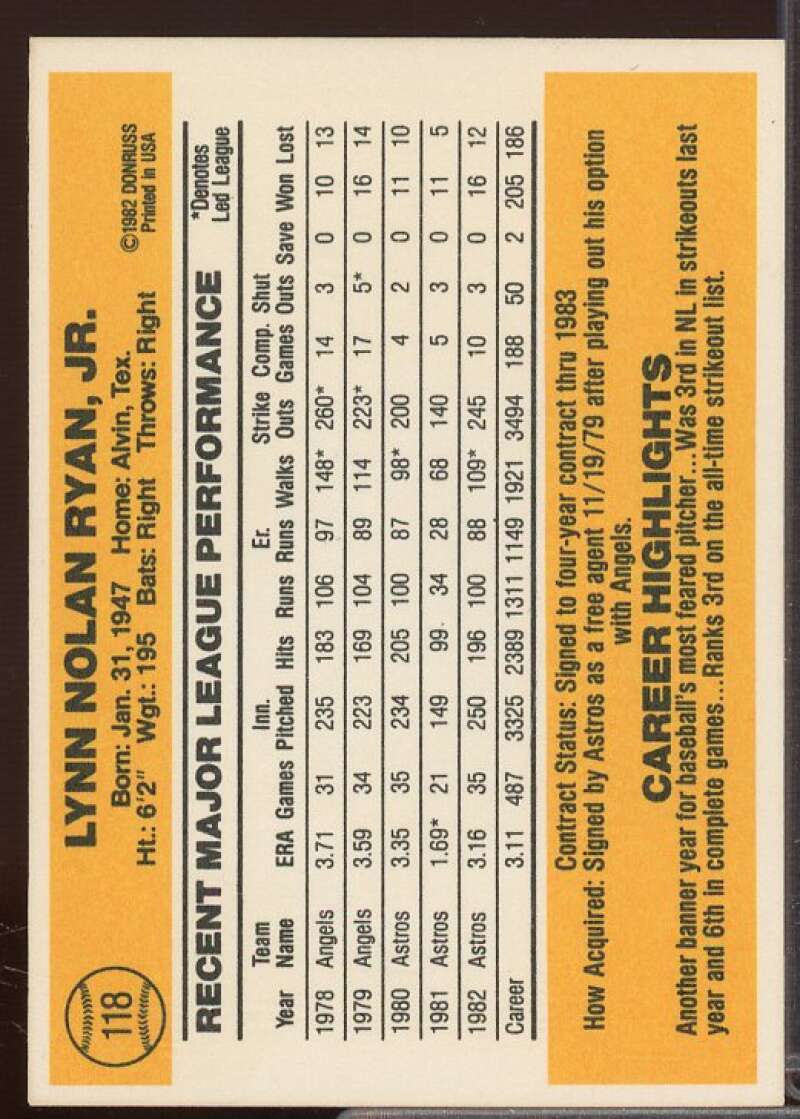 118
LYNN NOLAN RYAN, JR.
Born: Jan. 31, 1947 Home: Alvin, Tex.
Ht.: 6'2" Wgt.: 195 Bats: Right Throws: Right
©1982 DONRUSS
Printed in USA
RECENT MAJOR LEAGUE PERFORMANCE
*Denotes
Led League
Team Inn. Er. Strike Comp. Shut
Year Name ERA Games Pitched Hits Runs Runs Walks Outs Games Outs Save Won Lost
1978 Angels 3.71 31 235 183 106 97 148* 260* 14 3 0 10 13
1979 Angels 3.59 34 223 169 104 89 114 223* 17 5* 0 16 14
1980 Astros 3.35 35 234 205 100 87 98* 200 4 2 0 11 10
1981 Astros 1.69* 21 149 99 34 28 68 140 5 3 0 11 5
1982 Astros 3.16 35 250 196 100 88 109* 245 10 3 0 16 12
Career 3.11 487 3325 2389 1311 1149 1921 3494 188 50 2 205 186
Contract Status: Signed to four-year contract thru 1983
How Acquired: Signed by Astros as a free agent 11/19/79 after playing out his option
with Angels.
CAREER HIGHLIGHTS
Another banner year for baseball's most feared pitcher...Was 3rd in NL in strikeouts last
year and 6th in complete games...Ranks 3rd on the all-time strikeout list.